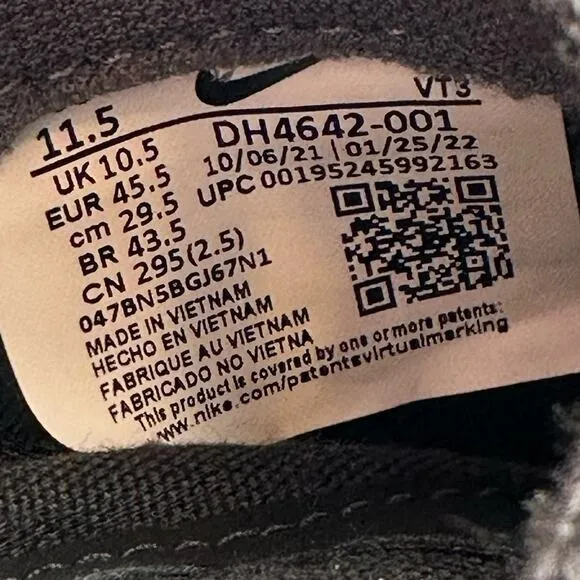 VT3
11.5
UK 10.5
EUR 45.5
cm 29.5
BR 43.5
CN 295(2.5)
DH4642-001
10/06/21 | 01/25/22
UPC 00195245992163
047BN5BGJ67N1
MADE IN VIETNAM
HECHO EN VIETNAM
FABRIQUE AU VIETNAM
FABRICADO NO VIETNA
This product is covered by one or more patents:
www.nike.com/patentsvirtualmarking